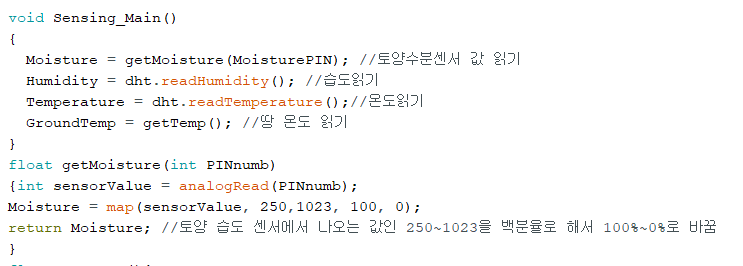 void Sensing_Main()
{
  Moisture = getMoisture(MoisturePIN); //토양수분센서 값 읽기
  Humidity = dht.readHumidity(); //습도읽기
  Temperature = dht.readTemperature();//온도읽기
  GroundTemp = getTemp(); //땅 온도 읽기
}
float getMoisture(int PINnumb)
{int sensorValue = analogRead(PINnumb);
Moisture = map(sensorValue, 250,1023, 100, 0);
return Moisture; //토양 습도 센서에서 나오는 값인 250~1023을 백분율로 해서 100%~0%로 바꿈
}